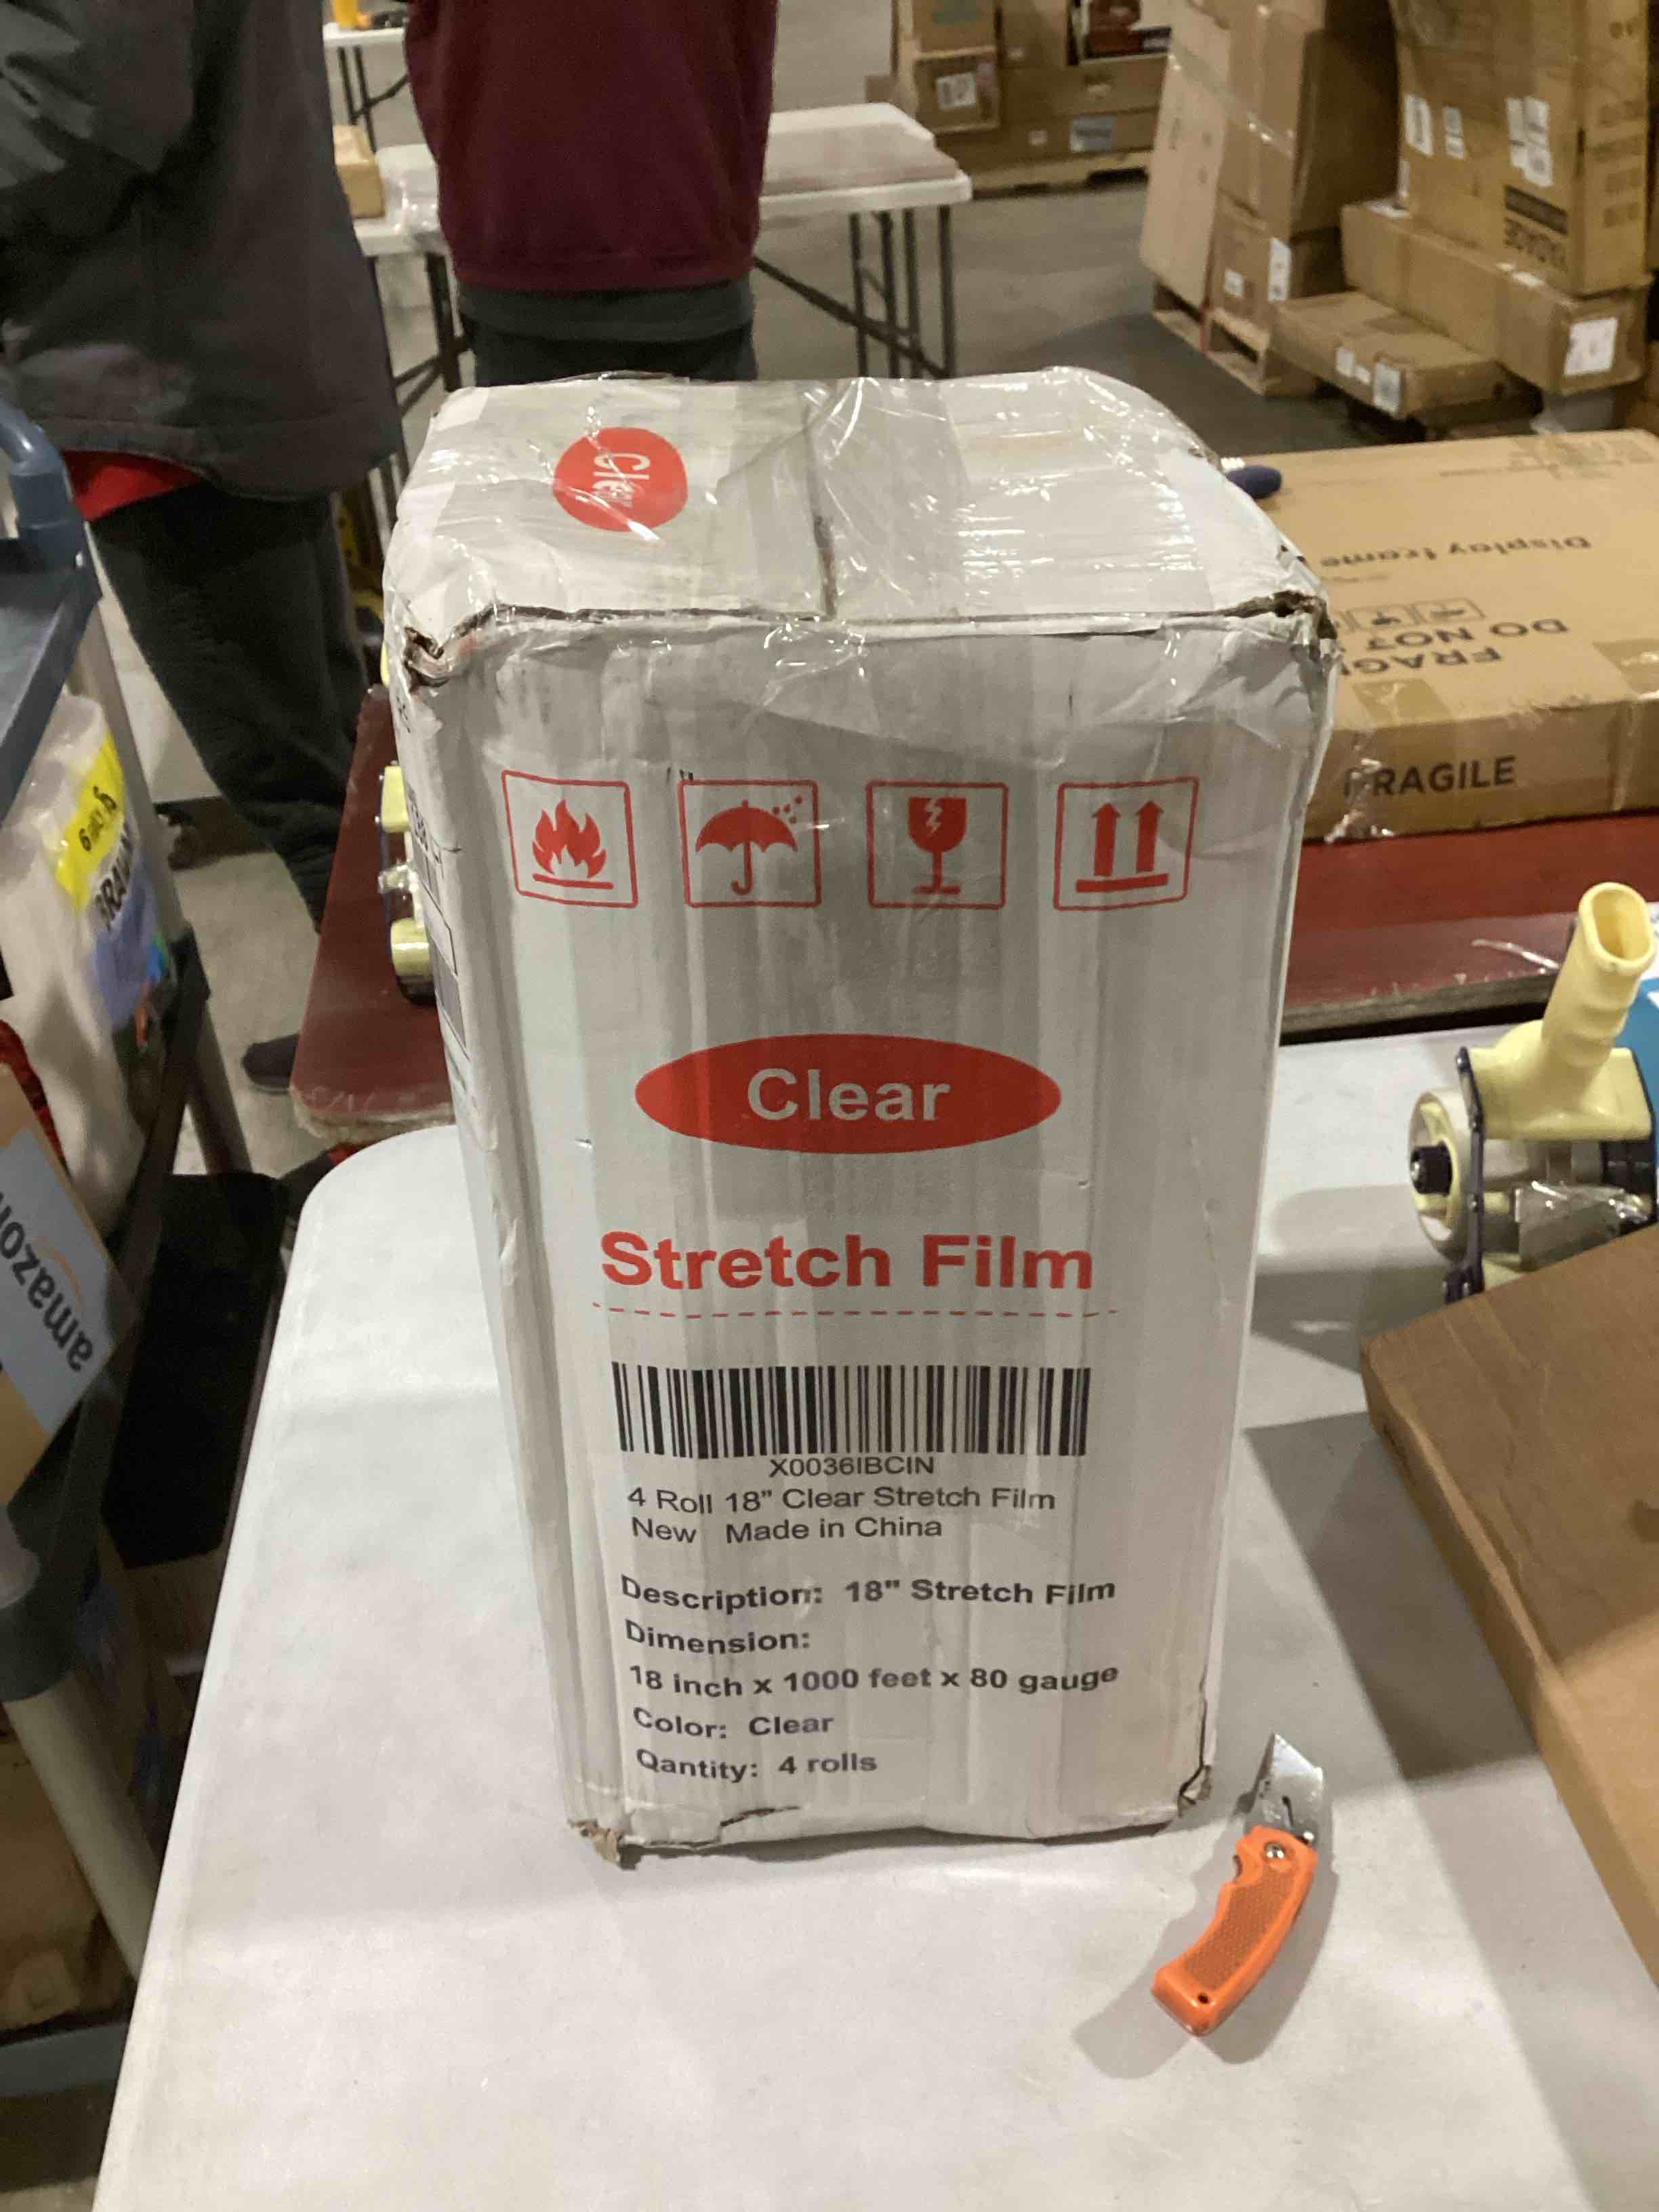 Clear
Display frame
DO NOT
FRAGILE
Clear
Stretch Film
X0036IBCIN
4 Roll 18" Clear Stretch Film
New Made in China
Description: 18" Stretch Film
Dimension:
18 inch x 1000 feet x 80 gauge
Color: Clear
Qantity: 4 rolls
amazon